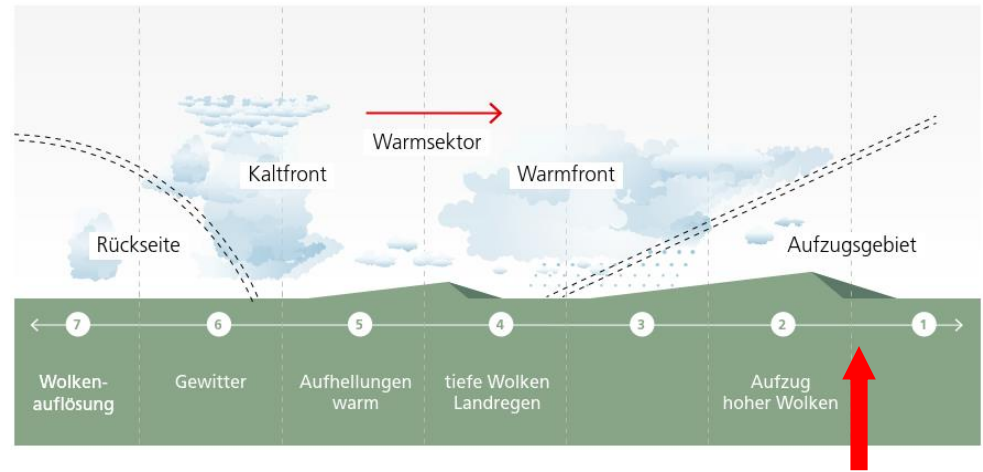 Warmsektor
Kaltfront
Warmfront
Rückseite
Aufzugsgebiet
7
6
5
4
3
2
1
Wolken-
auflösung
Gewitter
Aufhellungen
warm
tiefe Wolken
Landregen
Aufzug
hoher Wolken